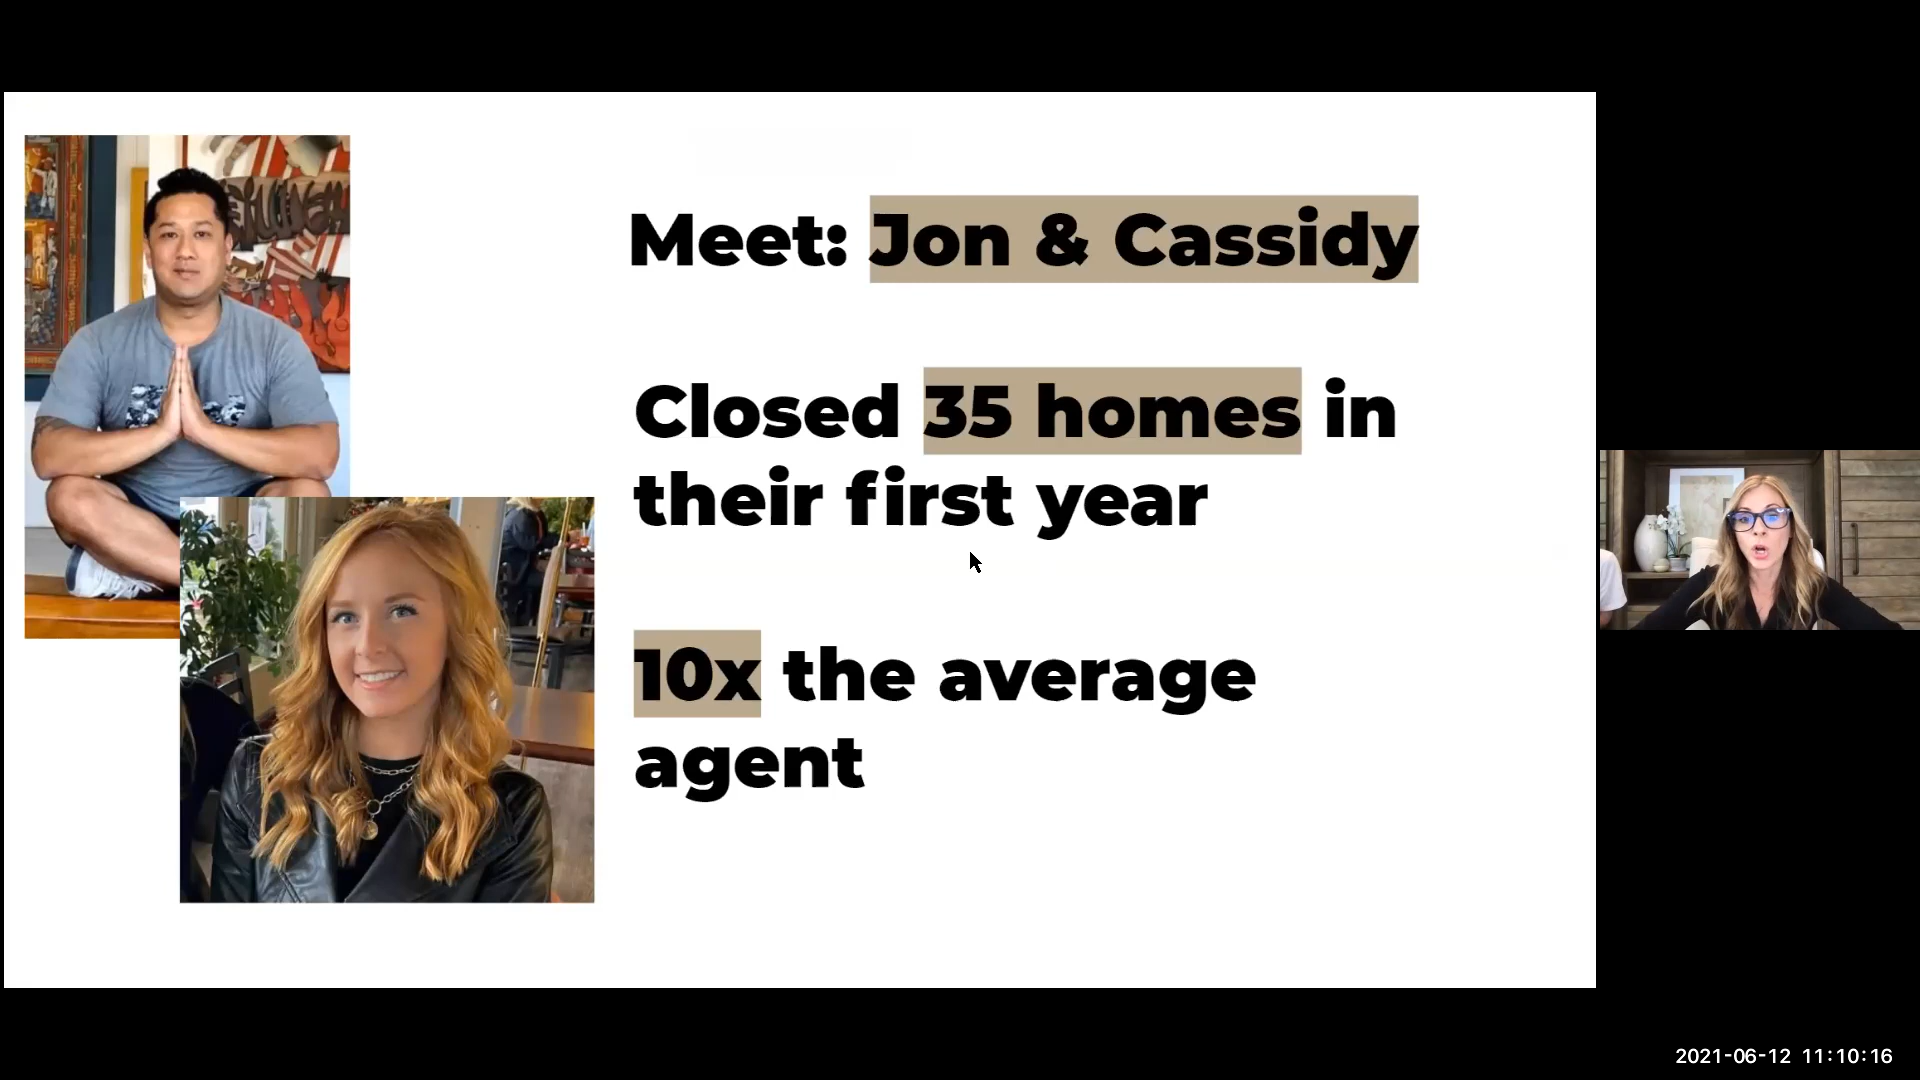 Meet: Jon & Cassidy
Closed 35 homes in
their first year
10x the average
agent
2021-06-12 11:10:16